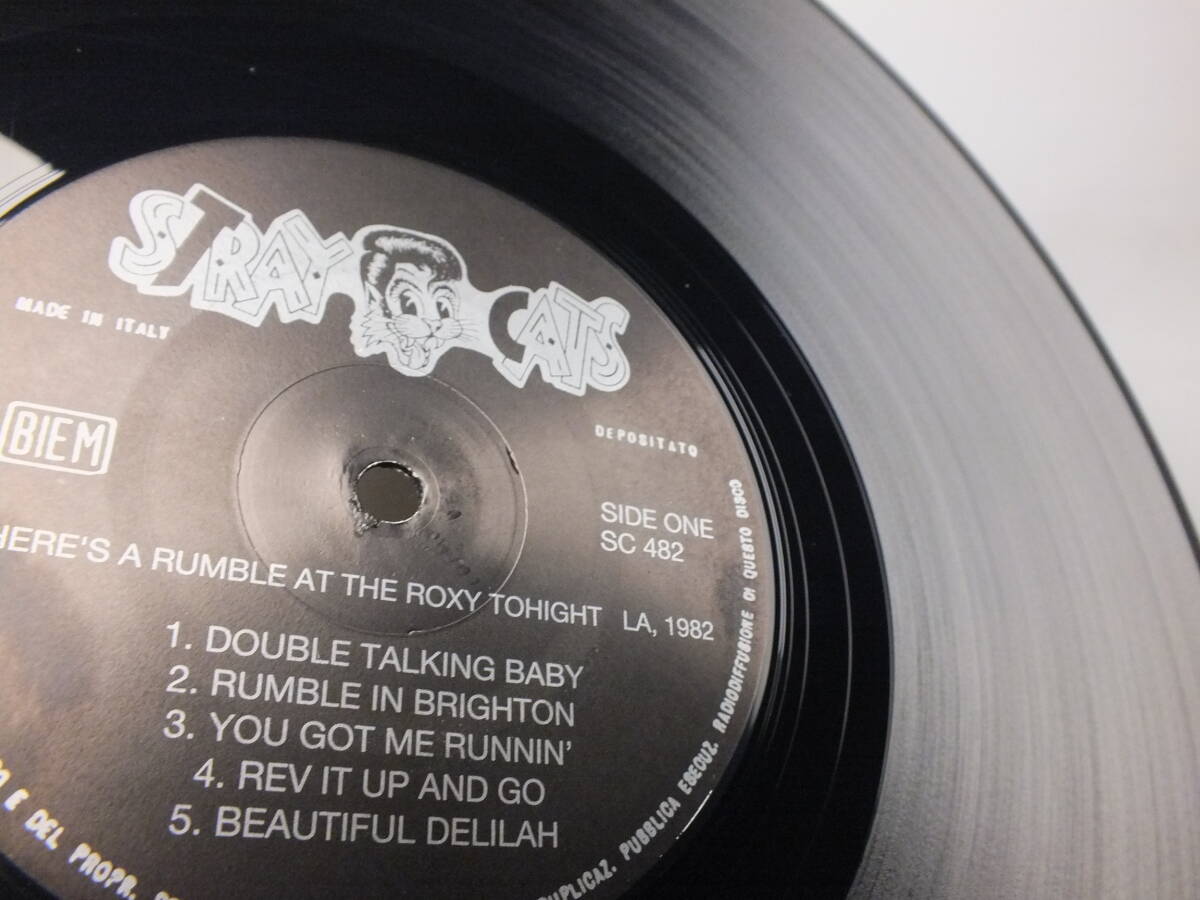 STRAY CATS
MADE IN ITALY
BIEM
DEPOSITATO
SIDE ONE
SC 482
HERE'S A RUMBLE AT THE ROXY TOHIGHT LA, 1982
1. DOUBLE TALKING BABY
2. RUMBLE IN BRIGHTON
3. YOU GOT ME RUNNIN'
4. REV IT UP AND GO
5. BEAUTIFUL DELILAH
E DEL PROPR.
UPLICAZ. PUBBLICA ESECUZ. RADIODIFFUSIONE DI QUESTO DISCO